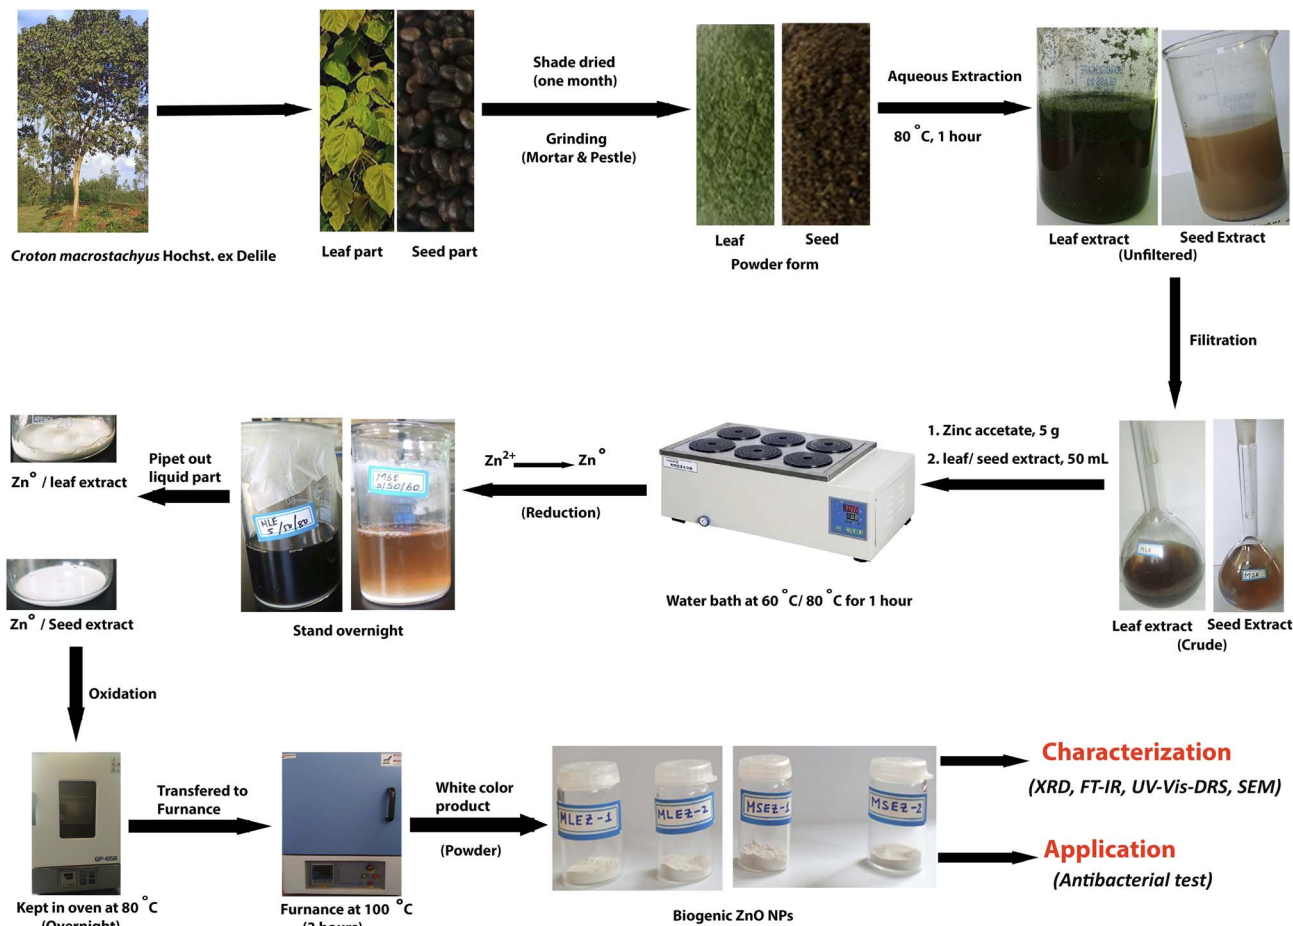 Shade dried
(one month)
Grinding
(Mortar & Pestle)
Aqueous Extraction
80 °C, 1 hour
Croton macrostachyus Hochst. ex Delile
Leaf part
Seed part
Leaf
Seed
Powder form
Leaf extract
Seed Extract
(Unfiltered)
Filitration
1. Zinc accetate, 5 g
2. leaf/ seed extract, 50 mL
Zn2+
Zn°
(Reduction)
Pipet out
liquid part
Zn° / leaf extract
Zn° / Seed extract
MLE
5/50/80
MSE
5/50/60
Stand overnight
Water bath at 60 °C/ 80 °C for 1 hour
MLE
MSE
Leaf extract
Seed Extract
(Crude)
Oxidation
GP-65B
Kept in oven at 80 °C
(Overnight)
Transfered to
Furnance
Furnance at 100 °C
White color
product
(Powder)
MLEZ-1
MLEZ-2
MSEZ-1
MSEZ-2
Biogenic ZnO NPs
Characterization
(XRD, FT-IR, UV-Vis-DRS, SEM)
Application
(Antibacterial test)